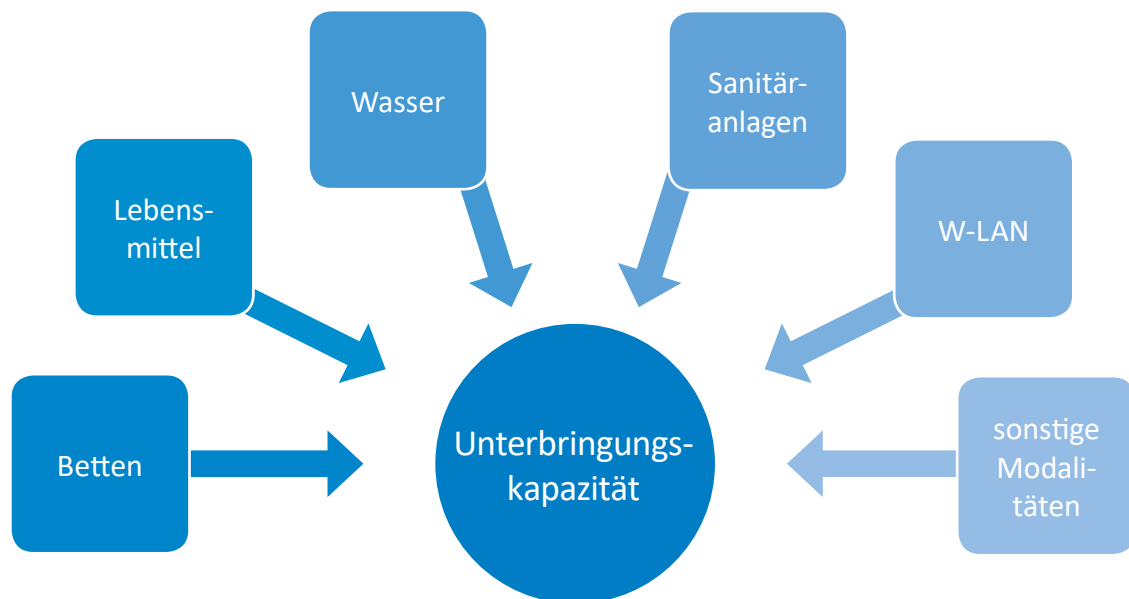 Wasser
Sanitär-
anlagen
Lebens-
mittel
W-LAN
Betten
Unterbringungs-
kapazität
sonstige
Modali-
täten